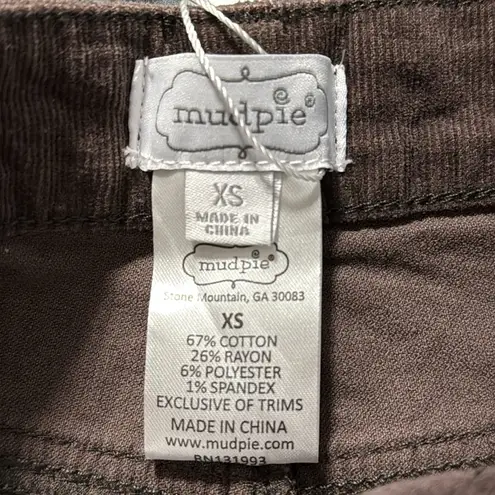 mudpie®
XS
MADE IN
CHINA
mudpie®
Stone Mountain, GA 30083
XS
67% COTTON
26% RAYON
6% POLYESTER
1% SPANDEX
EXCLUSIVE OF TRIMS
MADE IN CHINA
www.mudpie.com
RN131993